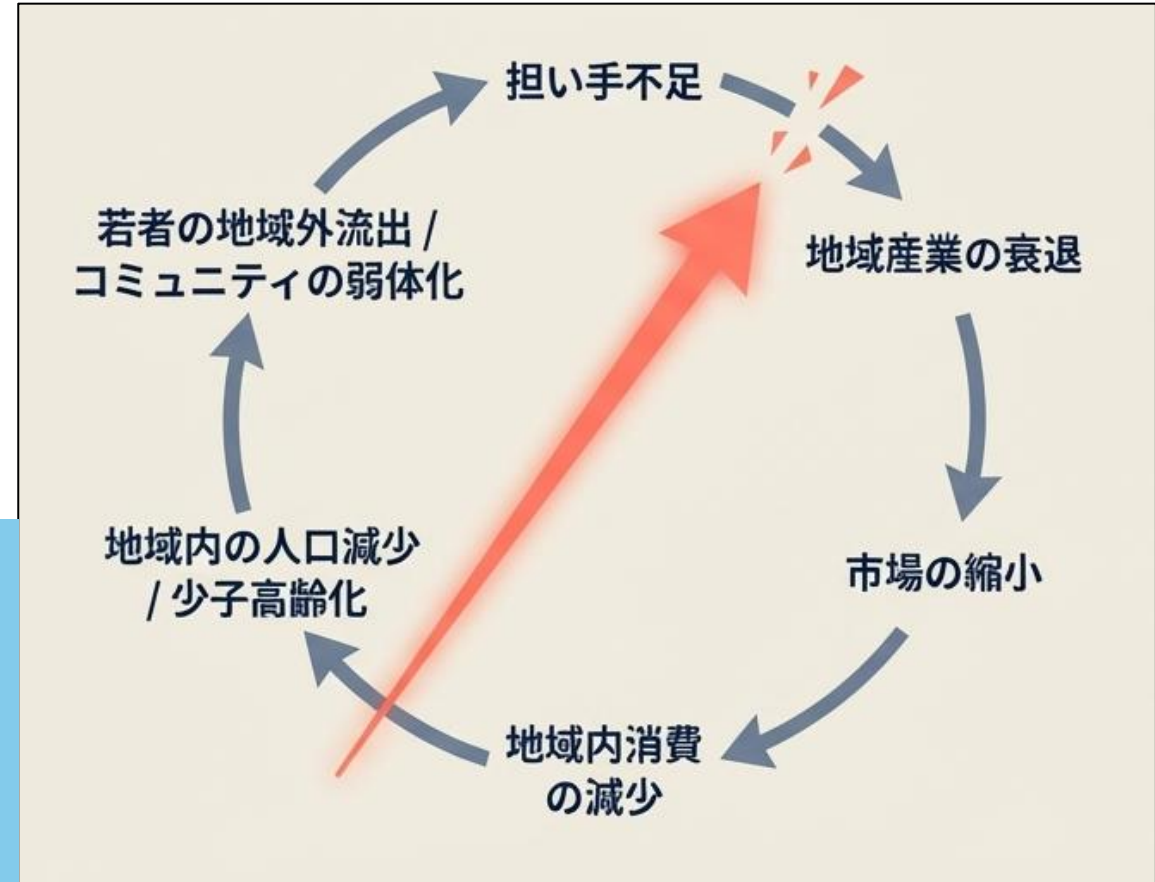 担い手不足
地域産業の衰退
市場の縮小
地域内消費
の減少
地域内の人口減少
/ 少子高齢化
若者の地域外流出 /
コミュニティの弱体化